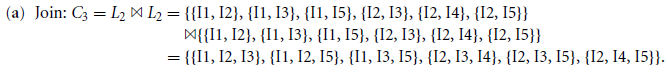 (a) Join: C₃ = L₂ ⋈ L₂ = {{I1, I2}, {I1, I3}, {I1, I5}, {I2, I3}, {I2, I4}, {I2, I5}}
⋈{{I1, I2}, {I1, I3}, {I1, I5}, {I2, I3}, {I2, I4}, {I2, I5}}
= {{I1, I2, I3}, {I1, I2, I5}, {I1, I3, I5}, {I2, I3, I4}, {I2, I3, I5}, {I2, I4, I5}}.